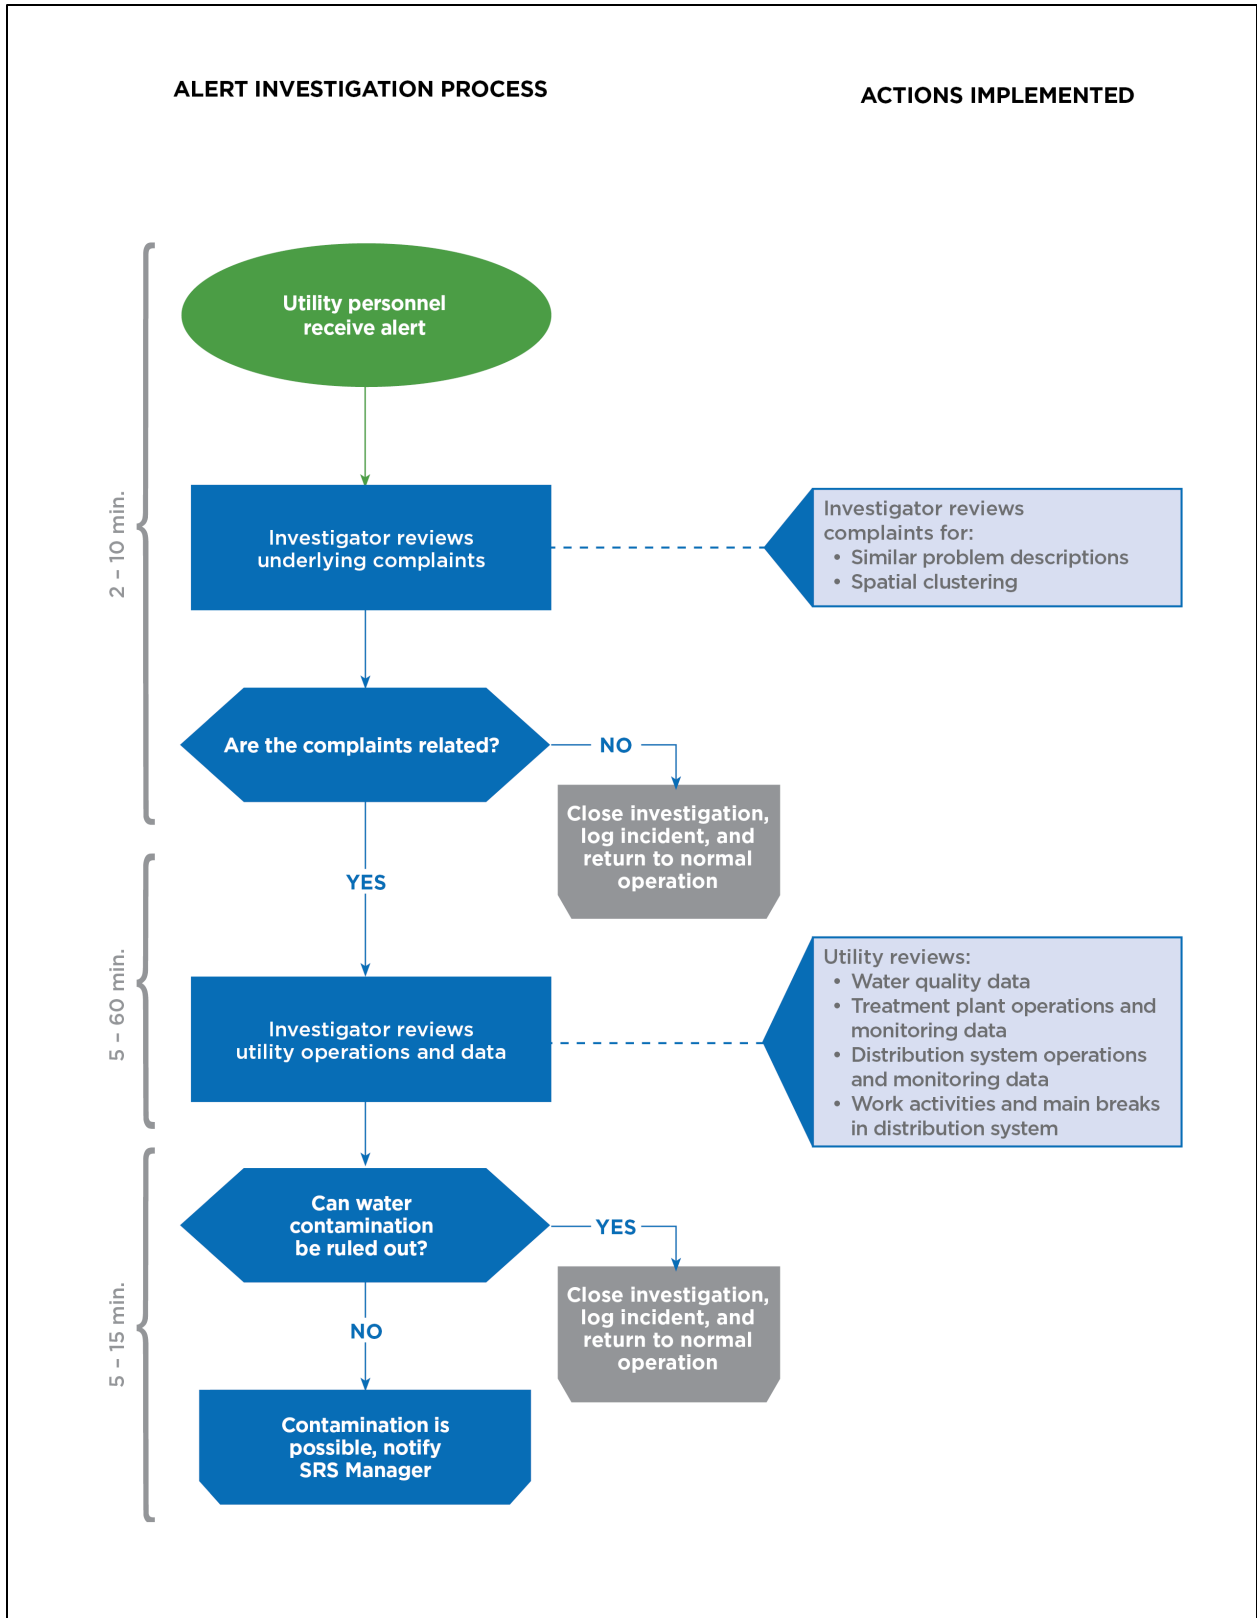 ALERT INVESTIGATION PROCESS
ACTIONS IMPLEMENTED
Utility personnel
receive alert
2 – 10 min.
Investigator reviews
underlying complaints
Investigator reviews
complaints for:
• Similar problem descriptions
• Spatial clustering
Are the complaints related?
NO
Close investigation,
log incident, and
return to normal
operation
YES
5 – 60 min.
Investigator reviews
utility operations and data
Utility reviews:
• Water quality data
• Treatment plant operations and
monitoring data
• Distribution system operations
and monitoring data
• Work activities and main breaks
in distribution system
5 – 15 min.
Can water
contamination
be ruled out?
YES
Close investigation,
log incident, and
return to normal
operation
NO
Contamination is
possible, notify
SRS Manager